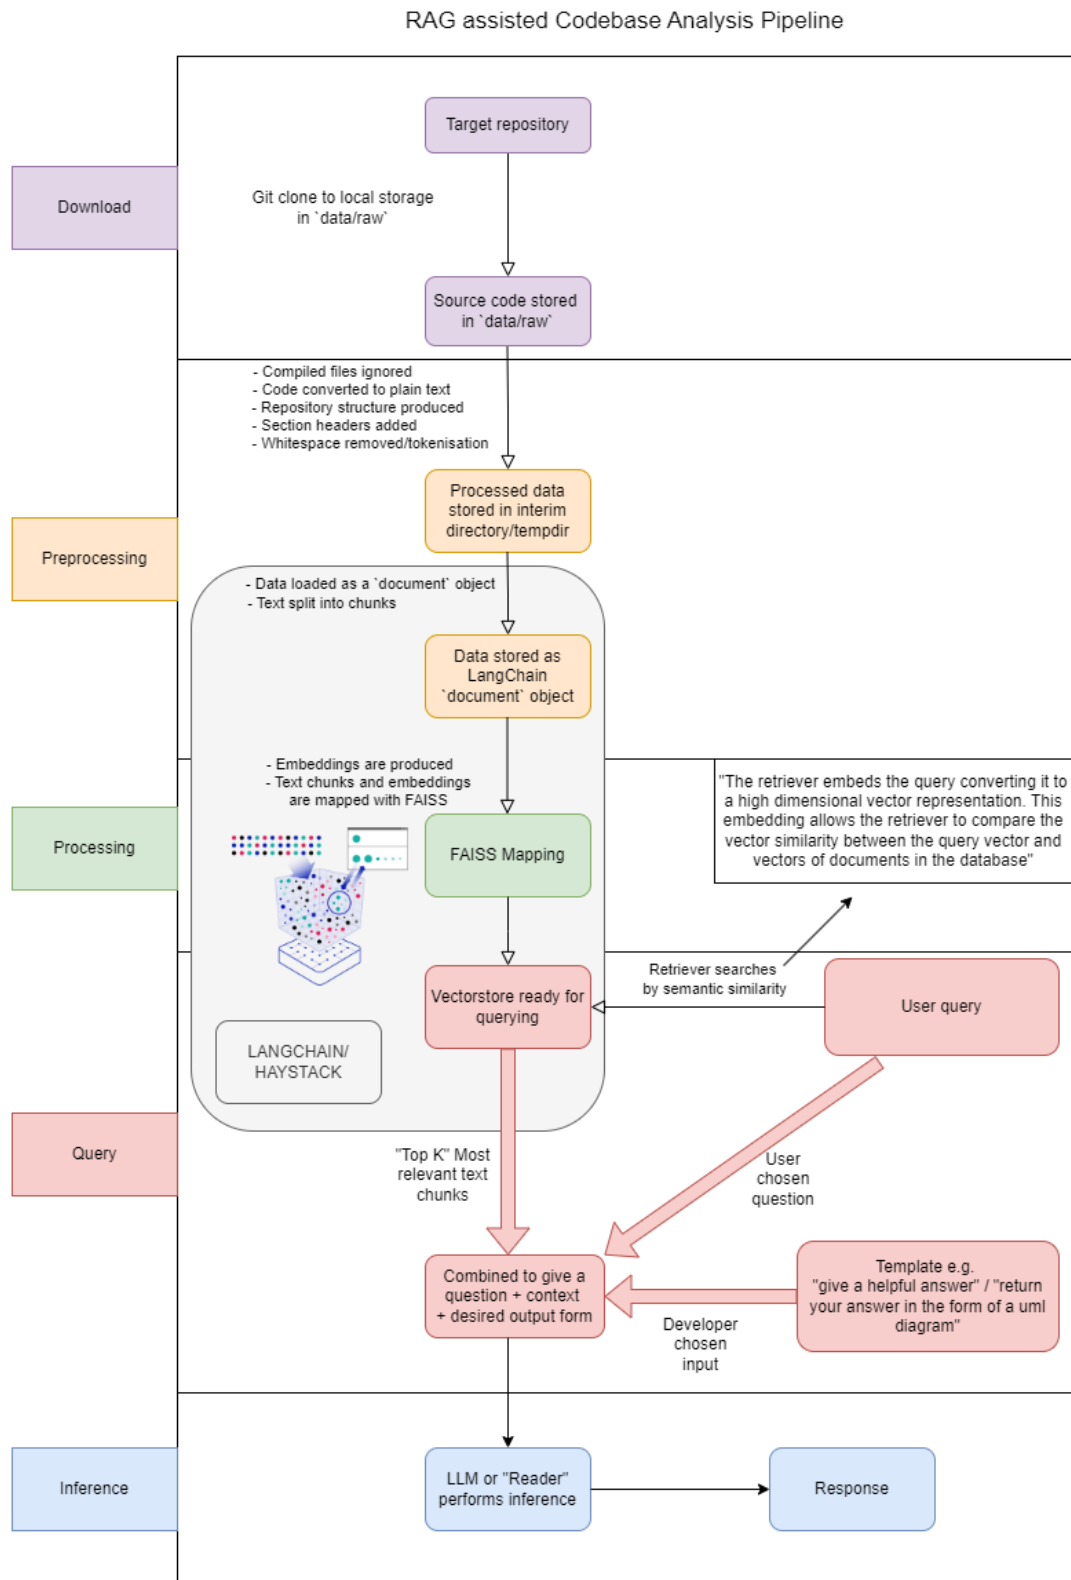 RAG assisted Codebase Analysis Pipeline
Target repository
Download
Git clone to local storage
in `data/raw`
Source code stored
in `data/raw`
- Compiled files ignored
- Code converted to plain text
- Repository structure produced
- Section headers added
- Whitespace removed/tokenisation
Processed data
stored in interim
directory/tempdir
Preprocessing
- Data loaded as a `document` object
- Text split into chunks
Data stored as
LangChain
`document` object
- Embeddings are produced
- Text chunks and embeddings
are mapped with FAISS
"The retriever embeds the query converting it to
a high dimensional vector representation. This
embedding allows the retriever to compare the
vector similarity between the query vector and
vectors of documents in the database"
Processing
FAISS Mapping
Retriever searches
by semantic similarity
Vectorstore ready for
querying
User query
LANGCHAIN/
HAYSTACK
Query
"Top K" Most
relevant text
chunks
User
chosen
question
Combined to give a
question + context
+ desired output form
Template e.g.
"give a helpful answer" / "return
your answer in the form of a uml
diagram"
Developer
chosen
input
Inference
LLM or "Reader"
performs inference
Response